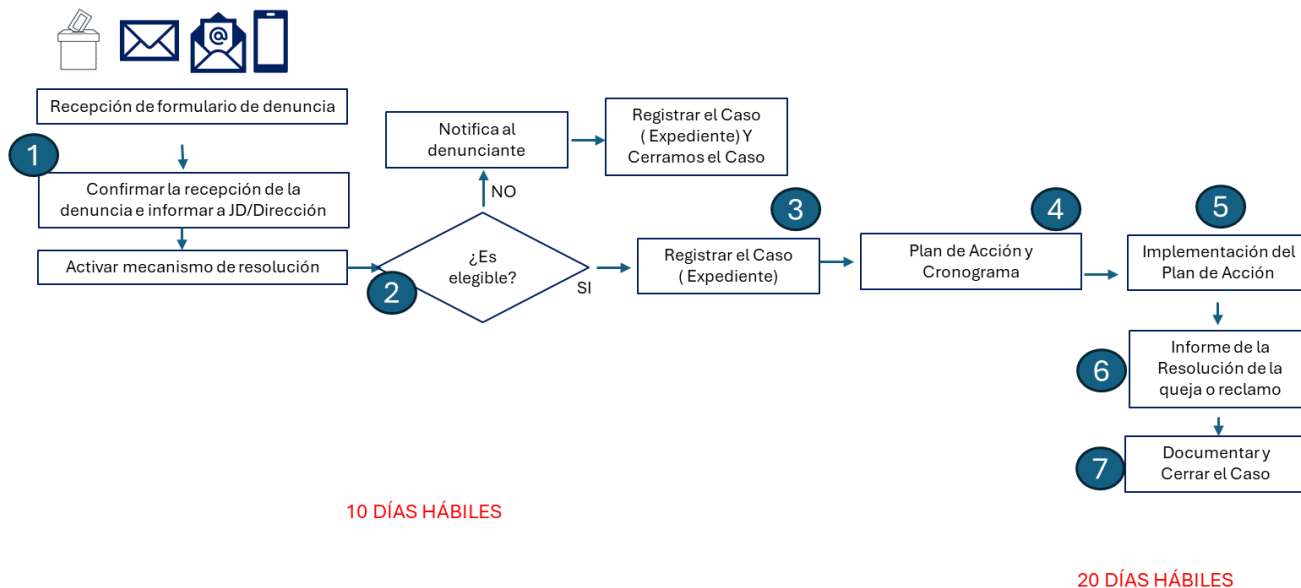 @
Recepción de formulario de denuncia
1
Confirmar la recepción de la
denuncia e informar a JD/Dirección
Activar mecanismo de resolución
2
¿Es
elegible?
NO
Notifica al
denunciante
Registrar el Caso
( Expediente) Y
Cerramos el Caso
SI
3
Registrar el Caso
( Expediente)
4
Plan de Acción y
Cronograma
5
Implementación del
Plan de Acción
6
Informe de la
Resolución de la
queja o reclamo
7
Documentar y
Cerrar el Caso
10 DÍAS HÁBILES
20 DÍAS HÁBILES